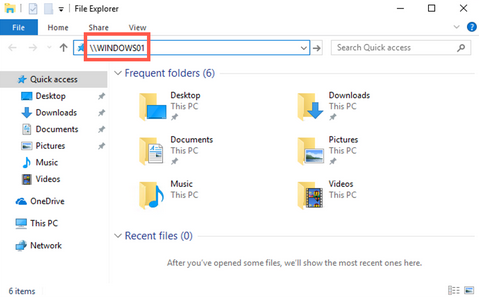 File Explorer
File
Home
Share
View
\\WINDOWS01
Search Quick access
Quick access
Desktop
Downloads
Documents
Pictures
Music
Videos
OneDrive
This PC
Network
Frequent folders (6)
Desktop
This PC
Downloads
This PC
Documents
This PC
Pictures
This PC
Music
This PC
Videos
This PC
Recent files (0)
After you've opened some files, we'll show the most recent ones here.
6 items